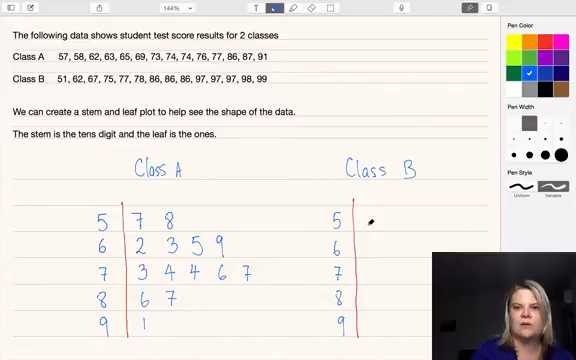 144%
The following data shows student test score results for 2 classes
Class A 57, 58, 62, 63, 65, 69, 73, 74, 74, 76, 77, 86, 87, 91
Class B 51, 62, 67, 75, 77, 78, 86, 86, 86, 97, 97, 97, 98, 99
We can create a stem and leaf plot to help see the shape of the data.
The stem is the tens digit and the leaf is the ones.
Class A Class B
5 7 8 5
6 2 3 5 9 6
7 3 4 4 6 7 7
8 6 7 8
9 1 9
Pen Color
Pen Width
Pen Style
Uniform Variable